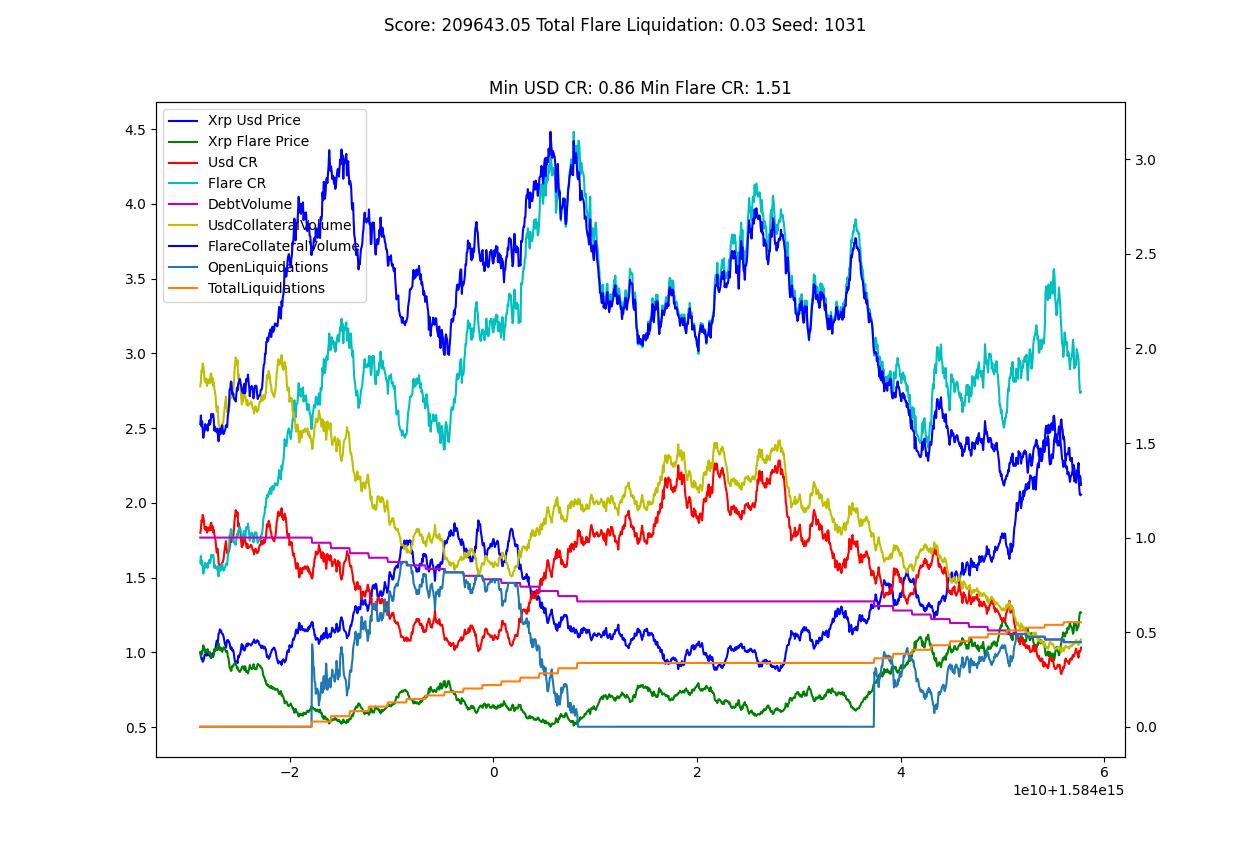 Score: 209643.05 Total Flare Liquidation: 0.03 Seed: 1031
Min USD CR: 0.86 Min Flare CR: 1.51
Xrp Usd Price
Xrp Flare Price
Usd CR
Flare CR
DebtVolume
UsdCollateralVolume
FlareCollateralVolume
OpenLiquidations
TotalLiquidations
4.5
4.0
3.5
3.0
2.5
2.0
1.5
1.0
0.5
3.0
2.5
2.0
1.5
1.0
0.5
0.0
−2
0
2
4
6
1e10+1.584e15